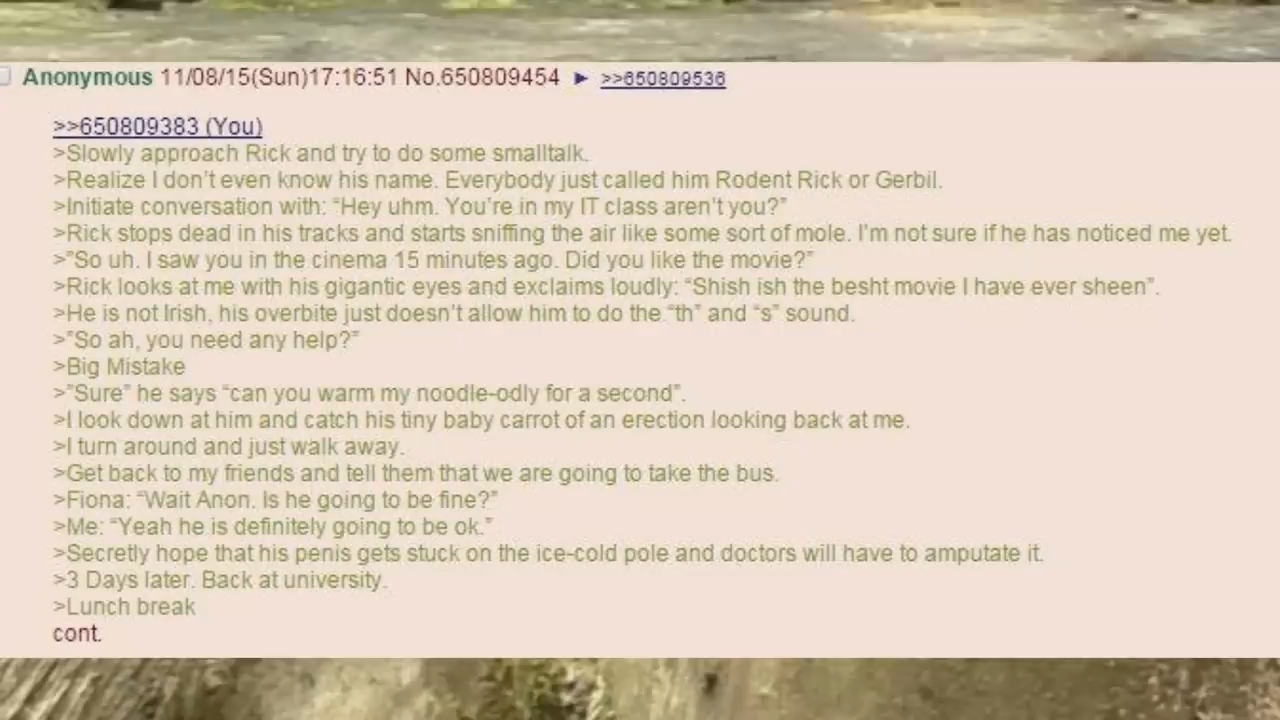 Anonymous 11/08/15(Sun)17:16:51 No.650809454 ▶ >>650809536
>>650809383 (You)
>Slowly approach Rick and try to do some smalltalk.
>Realize I don’t even know his name. Everybody just called him Rodent Rick or Gerbil.
>Initiate conversation with: “Hey uhm. You’re in my IT class aren’t you?”
>Rick stops dead in his tracks and starts sniffing the air like some sort of mole. I’m not sure if he has noticed me yet.
>”So uh. I saw you in the cinema 15 minutes ago. Did you like the movie?”
>Rick looks at me with his gigantic eyes and exclaims loudly: “Shish ish the besht movie I have ever sheen”.
>He is not Irish, his overbite just doesn’t allow him to do the “th” and “s” sound.
>”So ah, you need any help?”
>Big Mistake
>”Sure” he says “can you warm my noodle-odly for a second”.
>I look down at him and catch his tiny baby carrot of an erection looking back at me.
>I turn around and just walk away.
>Get back to my friends and tell them that we are going to take the bus.
>Fiona: “Wait Anon. Is he going to be fine?”
>Me: “Yeah he is definitely going to be ok.”
>Secretly hope that his penis gets stuck on the ice-cold pole and doctors will have to amputate it.
>3 Days later. Back at university.
>Lunch break
cont.